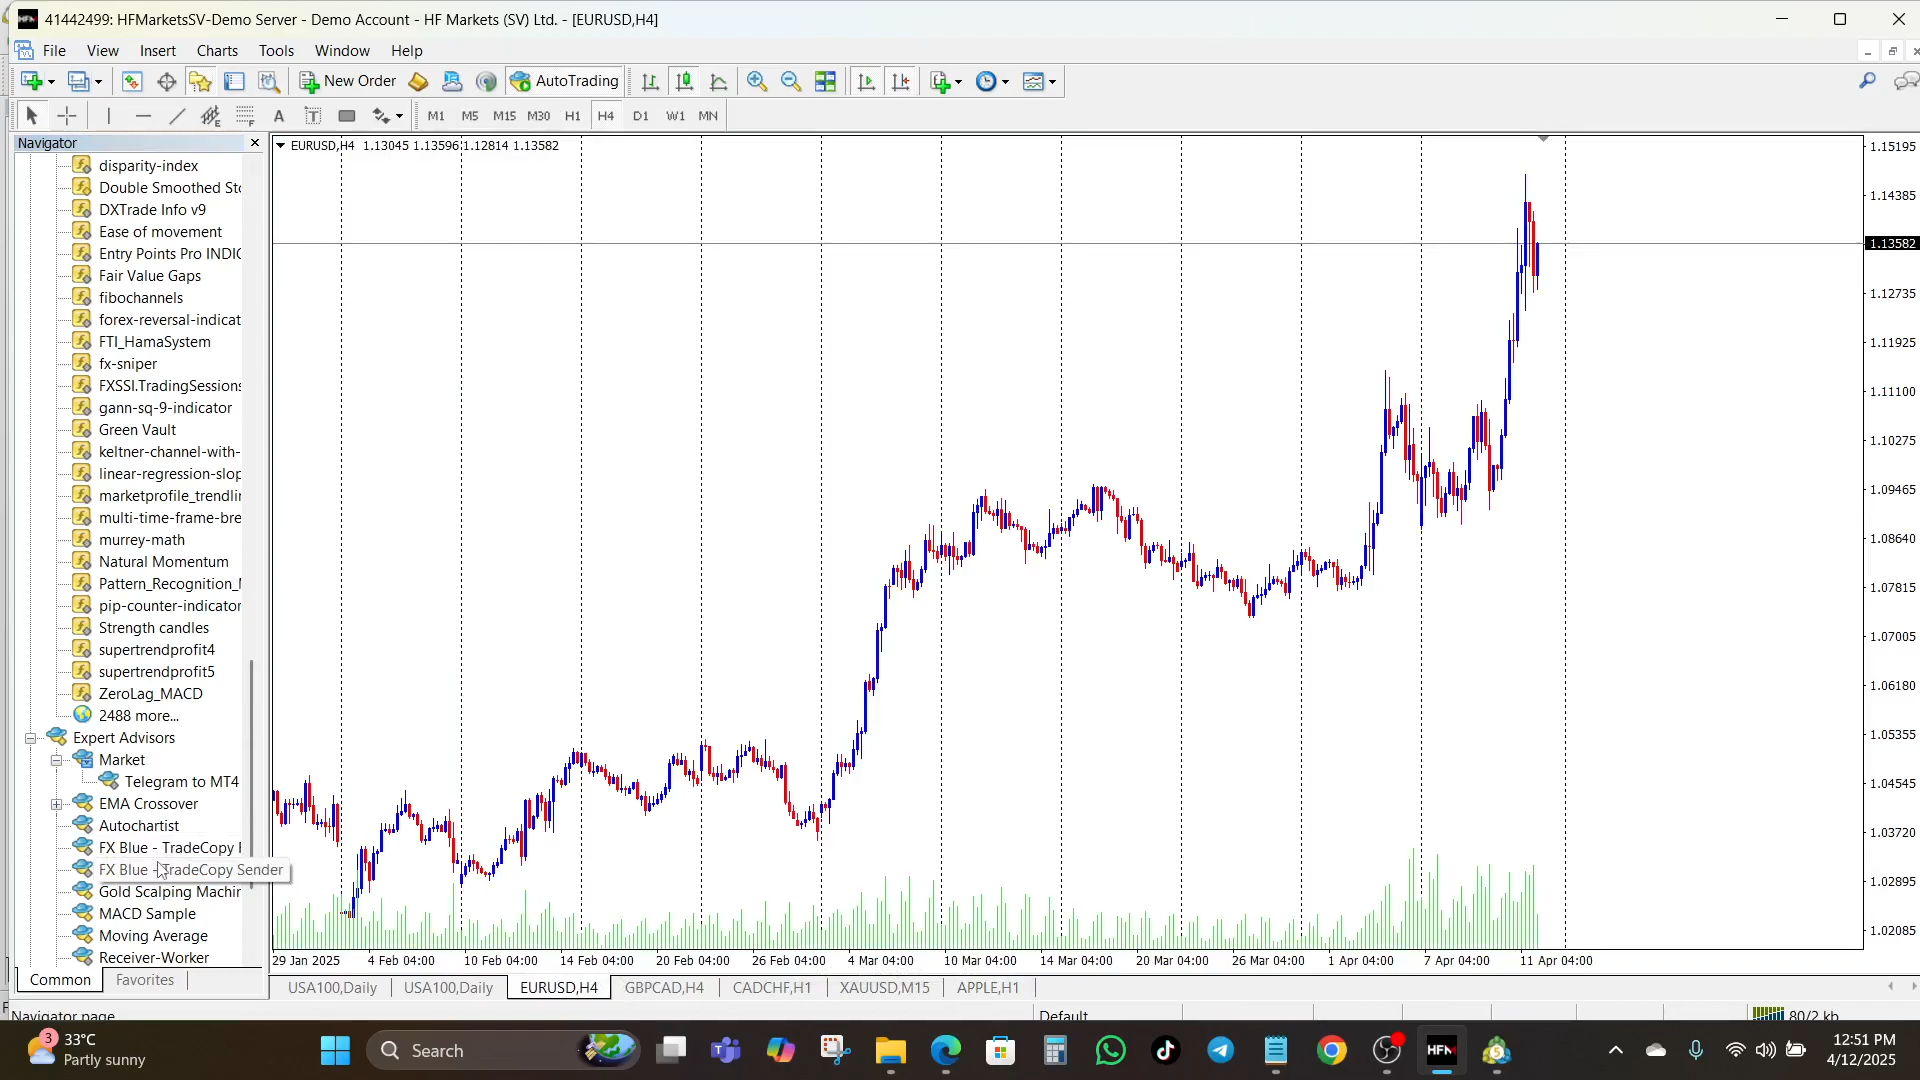 41442499: HFMarketsSV-Demo Server - Demo Account - HF Markets (SV) Ltd. - [EURUSD,H4]
File View Insert Charts Tools Window Help
New Order AutoTrading
A T M1 M5 M15 M30 H1 H4 D1 W1 MN
Navigator
disparity-index
Double Smoothed Sto
DXTrade Info v9
Ease of movement
Entry Points Pro INDIC
Fair Value Gaps
fibochannels
forex-reversal-indicat
FTI_HamaSystem
fx-sniper
FXSSI.TradingSessions
gann-sq-9-indicator
Green Vault
keltner-channel-with-
linear-regression-slop
marketprofile_trendlin
multi-time-frame-bre
murrey-math
Natural Momentum
Pattern_Recognition_M
pip-counter-indicator
Strength candles
supertrendprofit4
supertrendprofit5
ZeroLag_MACD
2488 more...
Expert Advisors
Market
Telegram to MT4
EMA Crossover
Autochartist
FX Blue - TradeCopy
FX Blue - TradeCopy Sender
Gold Scalping Machin
MACD Sample
Moving Average
Receiver-Worker
Common Favorites
EURUSD,H4 1.13045 1.13596 1.12814 1.13582
1.15195
1.14385
1.13582
1.12735
1.11925
1.11100
1.10275
1.09465
1.08640
1.07815
1.07005
1.06180
1.05355
1.04545
1.03720
1.02895
1.02085
29 Jan 2025 4 Feb 04:00 10 Feb 04:00 14 Feb 04:00 20 Feb 04:00 26 Feb 04:00 4 Mar 04:00 10 Mar 04:00 14 Mar 04:00 20 Mar 04:00 26 Mar 04:00 1 Apr 04:00 7 Apr 04:00 11 Apr 04:00
USA100,Daily USA100,Daily EURUSD,H4 GBPCAD,H4 CADCHF,H1 XAUUSD,M15 APPLE,H1
Navigator page Default 80/2 kb
3 33°C
Partly sunny
Search
HFM
12:51 PM
4/12/2025